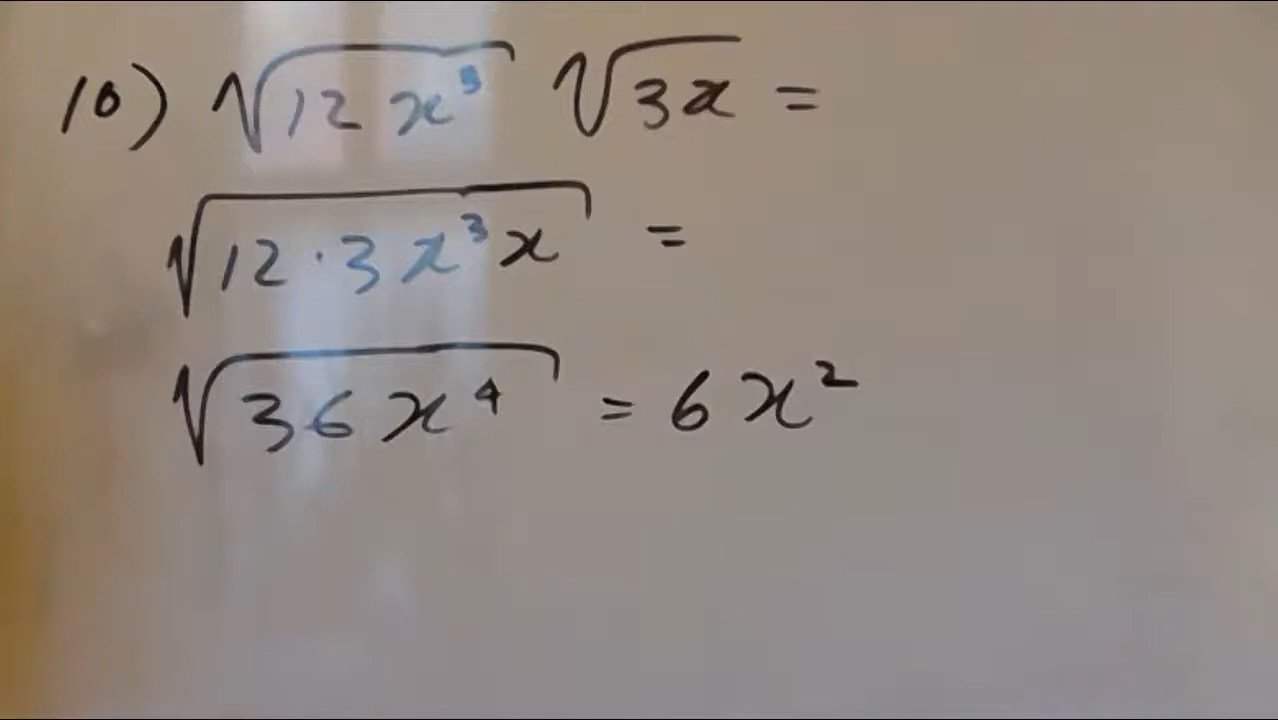 10) √12x³ √3x =
√12·3x³x =
√36x⁴ = 6x²